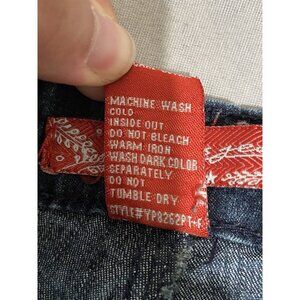 MACHINE WASH
COLD
INSIDE OUT
DO NOT BLEACH
WARM IRON
WASH DARK COLOR
SEPARATELY
DO NOT
TUMBLE DRY